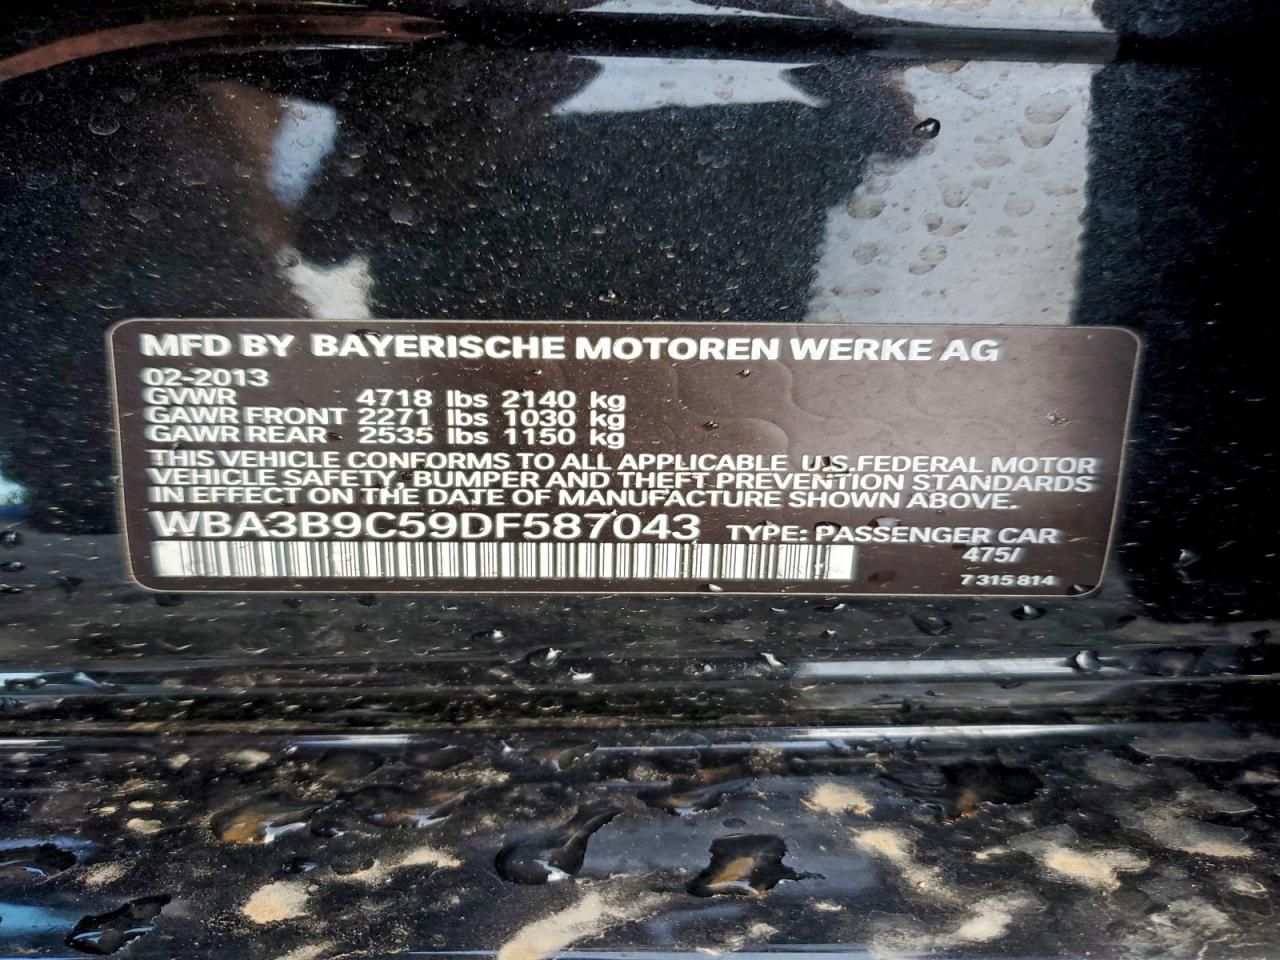 MFD BY BAYERISCHE MOTOREN WERKE AG
02-2013
GVWR 4718 lbs 2140 kg
GAWR FRONT 2271 lbs 1030 kg
GAWR REAR 2535 lbs 1150 kg
THIS VEHICLE CONFORMS TO ALL APPLICABLE U.S.FEDERAL MOTOR
VEHICLE SAFETY, BUMPER AND THEFT PREVENTION STANDARDS
IN EFFECT ON THE DATE OF MANUFACTURE SHOWN ABOVE.
WBA3B9C59DF587043 TYPE: PASSENGER CAR
475/
7 315 814